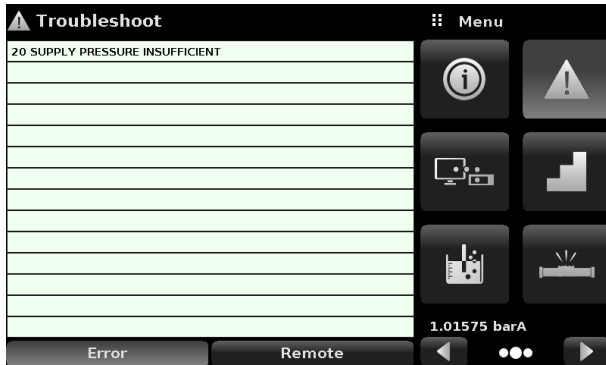 Troubleshoot
Menu
20 SUPPLY PRESSURE INSUFFICIENT
1.01575 barA
Error
Remote